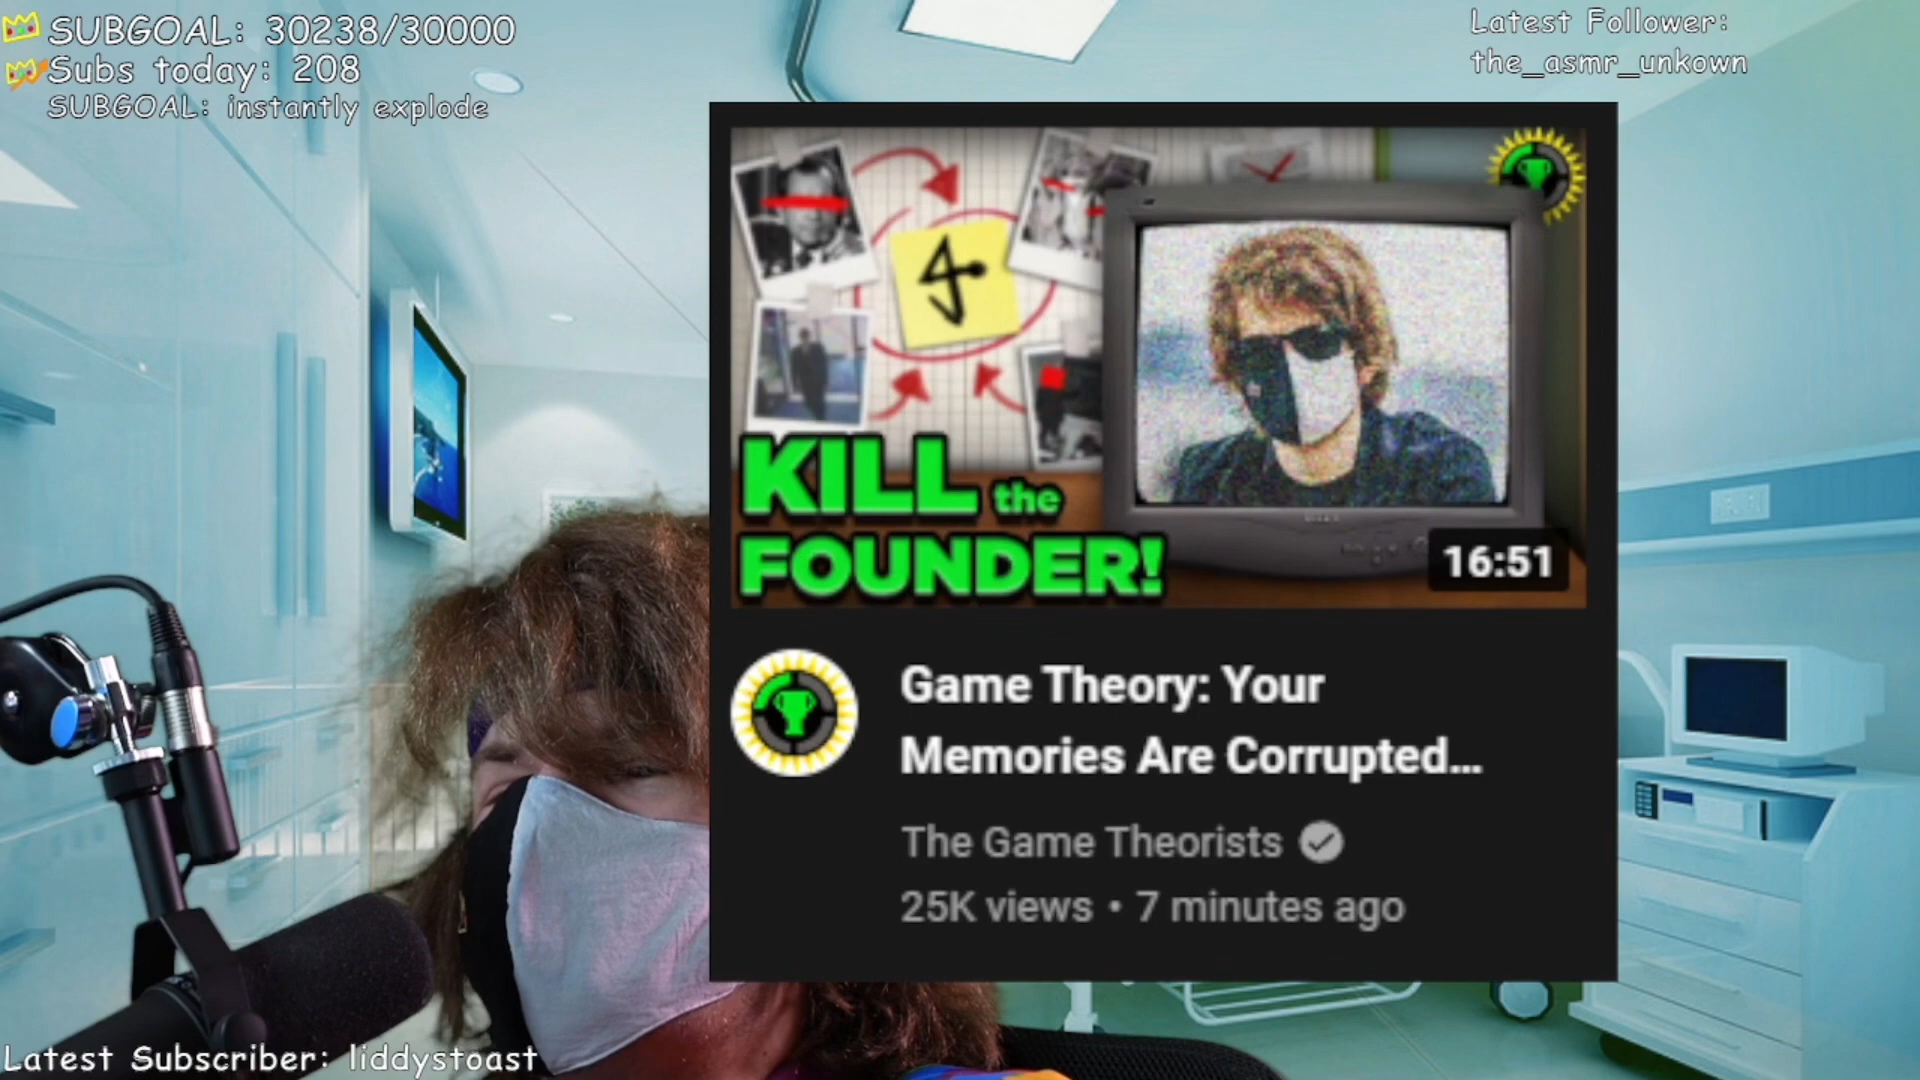 SUBGOAL: 30238/30000
Subs today: 208
SUBGOAL: instantly explode
Latest Follower:
the_asmr_unkown
KILL the
FOUNDER!
16:51
Game Theory: Your
Memories Are Corrupted...
The Game Theorists
25K views • 7 minutes ago
Latest Subscriber: liddystoast